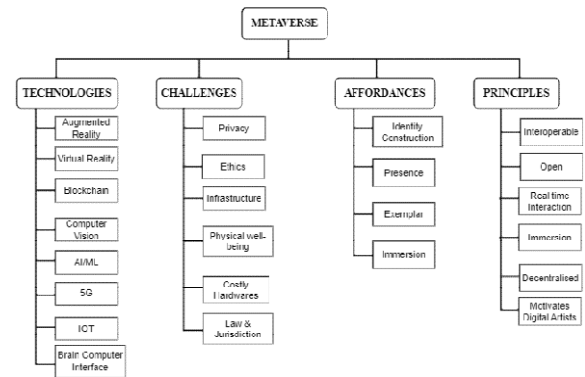 METAVERSE
TECHNOLOGIES
Augmented
Reality
Virtual Reality
Blockchain
Computer
Vision
AI/ML
5G
IOT
Brain Computer
Interface
CHALLENGES
Privacy
Ethics
Infrastructure
Physical well-
being
Costly
Hardwares
Law &
Jurisdiction
AFFORDANCES
Identity
Construction
Presence
Exemplar
Immersion
PRINCIPLES
Interoperable
Open
Real time
Interaction
Immersion
Decentralised
Motivates
Digital Artists